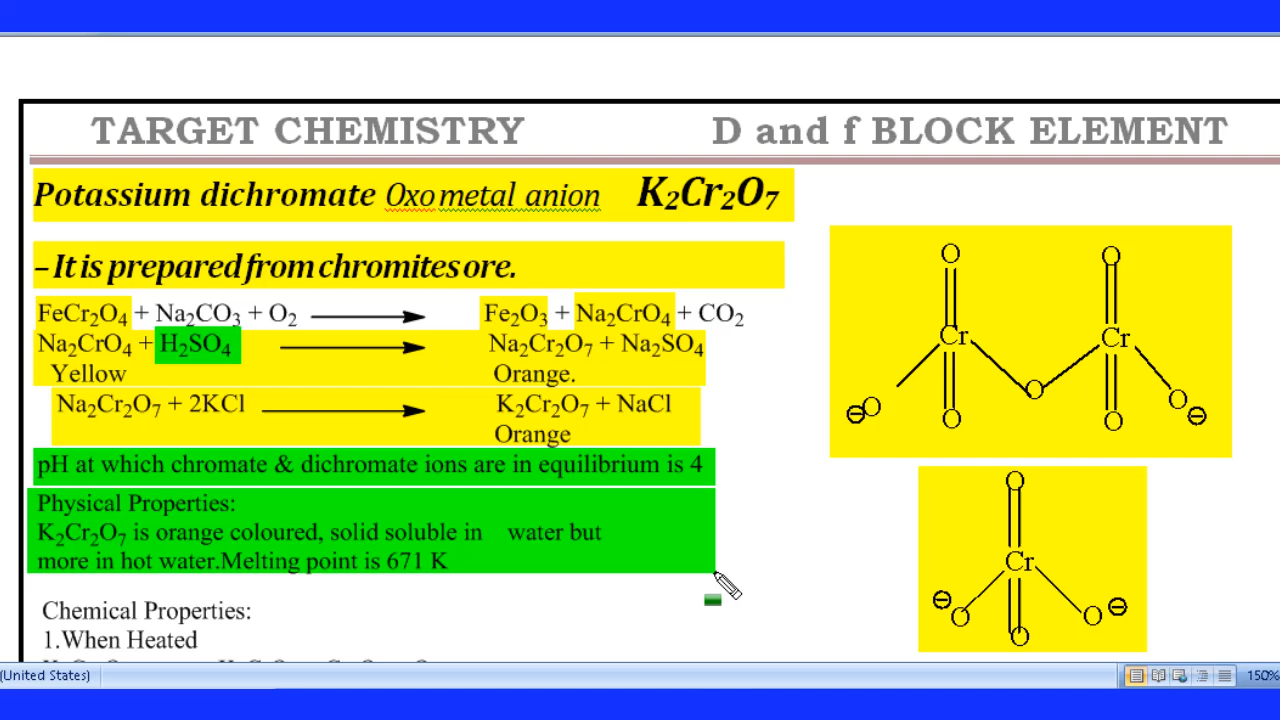 TARGET CHEMISTRY D and f BLOCK ELEMENT
Potassium dichromate Oxo metal anion K₂Cr₂O₇
– It is prepared from chromites ore.
FeCr₂O₄ + Na₂CO₃ + O₂ ⟶ Fe₂O₃ + Na₂CrO₄ + CO₂
Na₂CrO₄ + H₂SO₄ ⟶ Na₂Cr₂O₇ + Na₂SO₄
Yellow Orange.
Na₂Cr₂O₇ + 2KCl ⟶ K₂Cr₂O₇ + NaCl
Orange
pH at which chromate & dichromate ions are in equilibrium is 4
Physical Properties:
K₂Cr₂O₇ is orange coloured, solid soluble in water but
more in hot water.Melting point is 671 K
Chemical Properties:
1.When Heated
O O
Cr Cr
O
⊖O O⊖
O O
O
Cr
⊖O O⊖
O
(United States) 150%